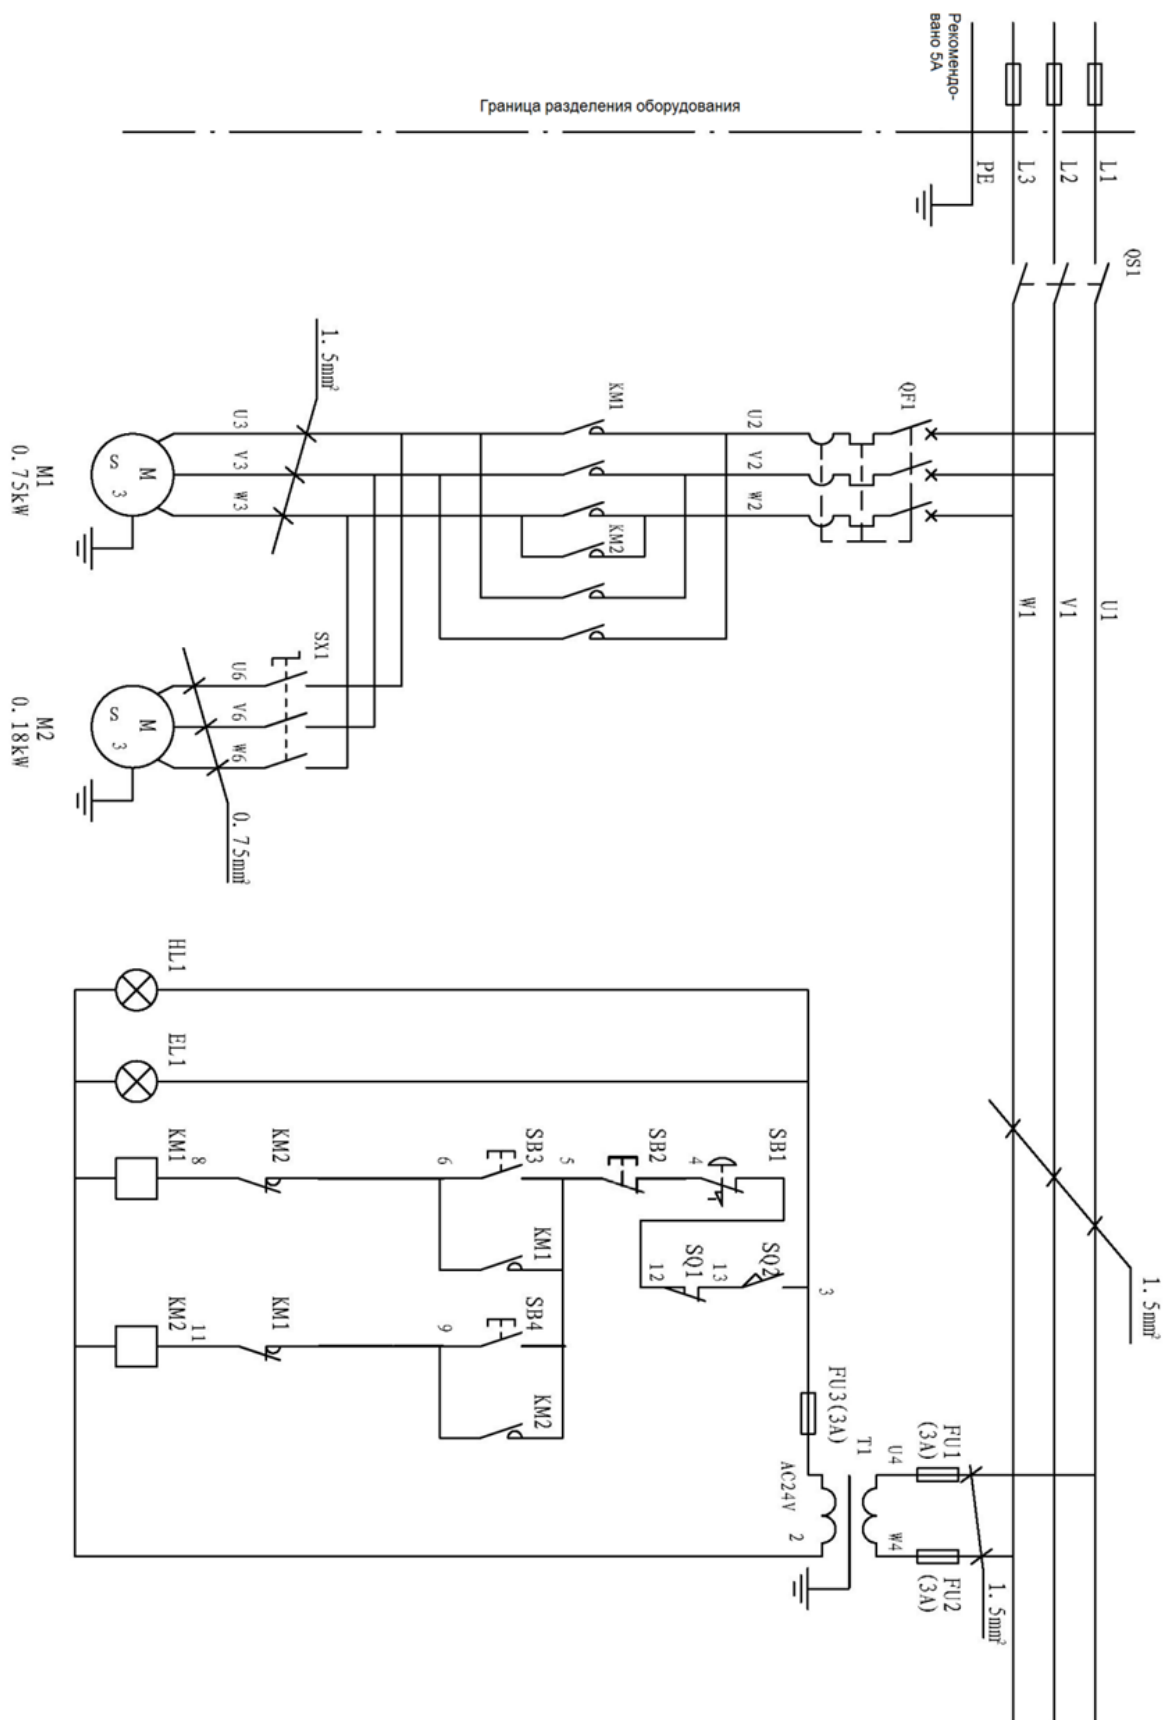 Рекомендо-
вано 5А
Граница разделения оборудования
L1
L2
L3
PE
QS1
U1
V1
W1
1.5mm²
QF1
U2
V2
W2
KM1
KM2
1.5mm²
U3
V3
W3
M
3~
M1
0.75kW
SX1
U6
V6
W6
0.75mm²
M
3~
M2
0.18kW
FU1
(3A)
FU2
(3A)
1.5mm²
U4
W4
T1
FU3(3A)
AC24V
2
3
SQ2
13
SQ1
12
SB1
4
SB2
5
SB3
KM1
SB4
KM2
6
9
KM2
KM1
8
11
HL1
EL1
KM1
KM2